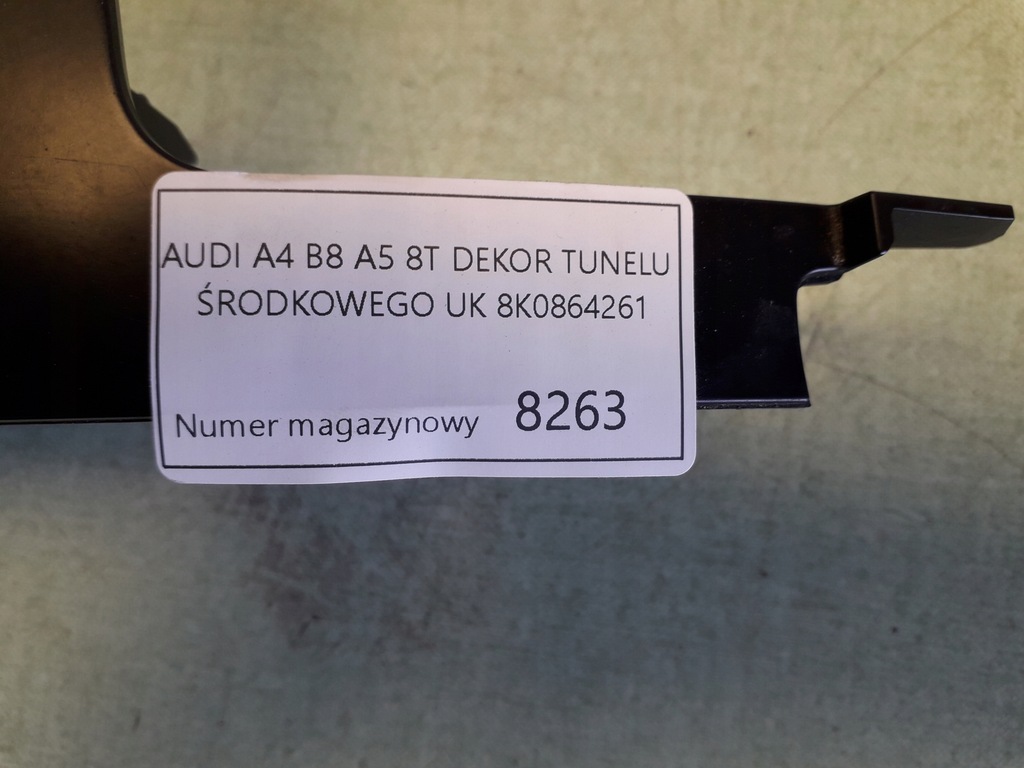 AUDI A4 B8 A5 8T DEKOR TUNELU
ŚRODKOWEGO UK 8K0864261
Numer magazynowy 8263